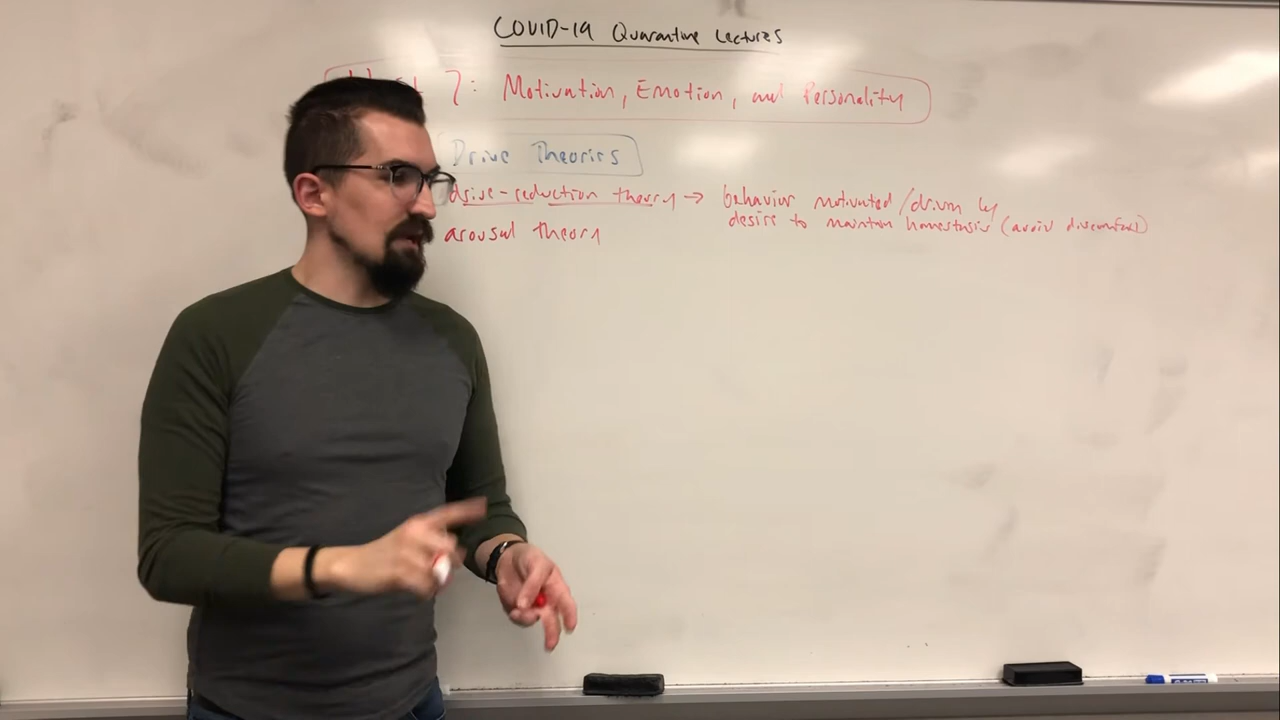 COVID-19 Quarantine Lectures
7: Motivation, Emotion, and Personality
Drive Theories
drive-reduction theory → behavior motivated/driven by
desire to maintain homestasis (avoid discomfort)
arousal theory